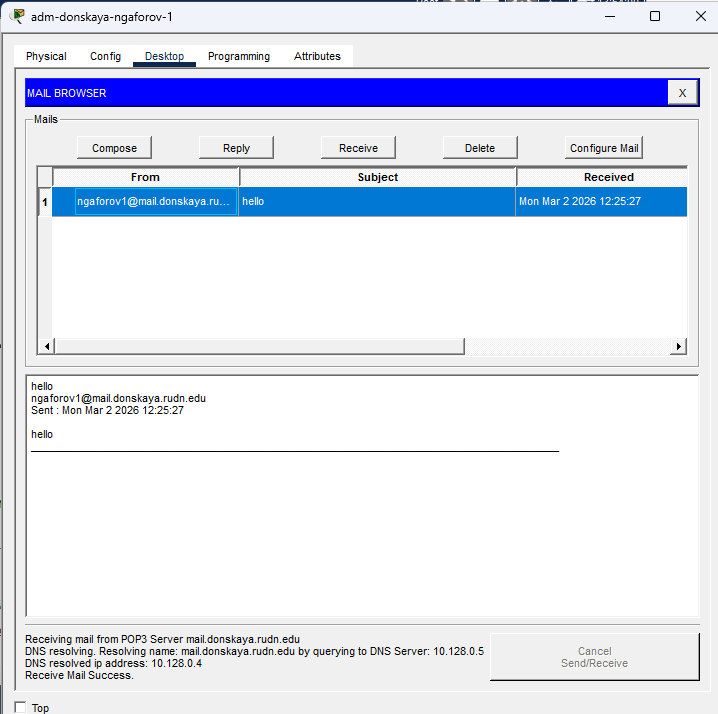 adm-donskaya-ngaforov-1
Physical Config Desktop Programming Attributes
MAIL BROWSER X
Mails
Compose Reply Receive Delete Configure Mail
From Subject Received
1 ngaforov1@mail.donskaya.ru... hello Mon Mar 2 2026 12:25:27
hello
ngaforov1@mail.donskaya.rudn.edu
Sent : Mon Mar 2 2026 12:25:27
hello
Receiving mail from POP3 Server mail.donskaya.rudn.edu
DNS resolving. Resolving name: mail.donskaya.rudn.edu by querying to DNS Server: 10.128.0.5
DNS resolved ip address: 10.128.0.4
Receive Mail Success.
Cancel
Send/Receive
Top